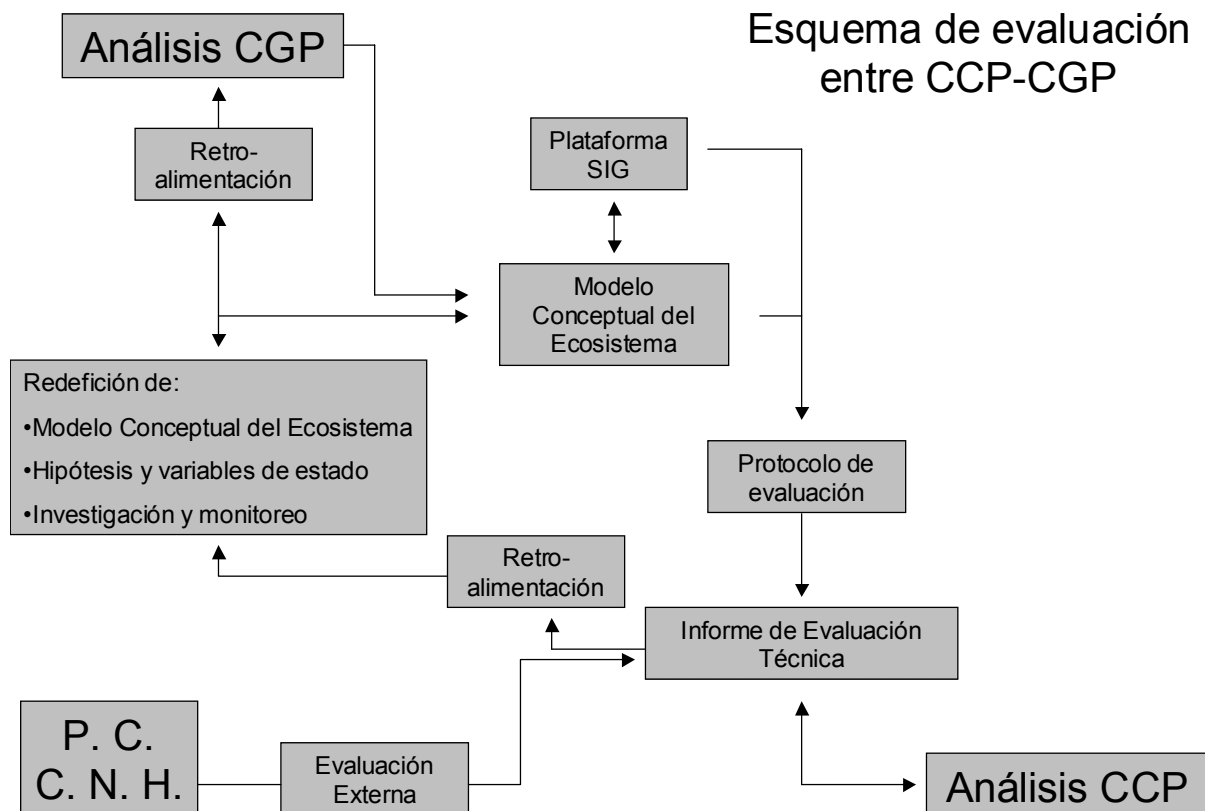 Esquema de evaluación
entre CCP-CGP
Análisis CGP
Retro-
alimentación
Plataforma
SIG
Modelo
Conceptual del
Ecosistema
Redefición de:
•Modelo Conceptual del Ecosistema
•Hipótesis y variables de estado
•Investigación y monitoreo
Protocolo de
evaluación
Retro-
alimentación
Informe de Evaluación
Técnica
P. C.
C. N. H.
Evaluación
Externa
Análisis CCP